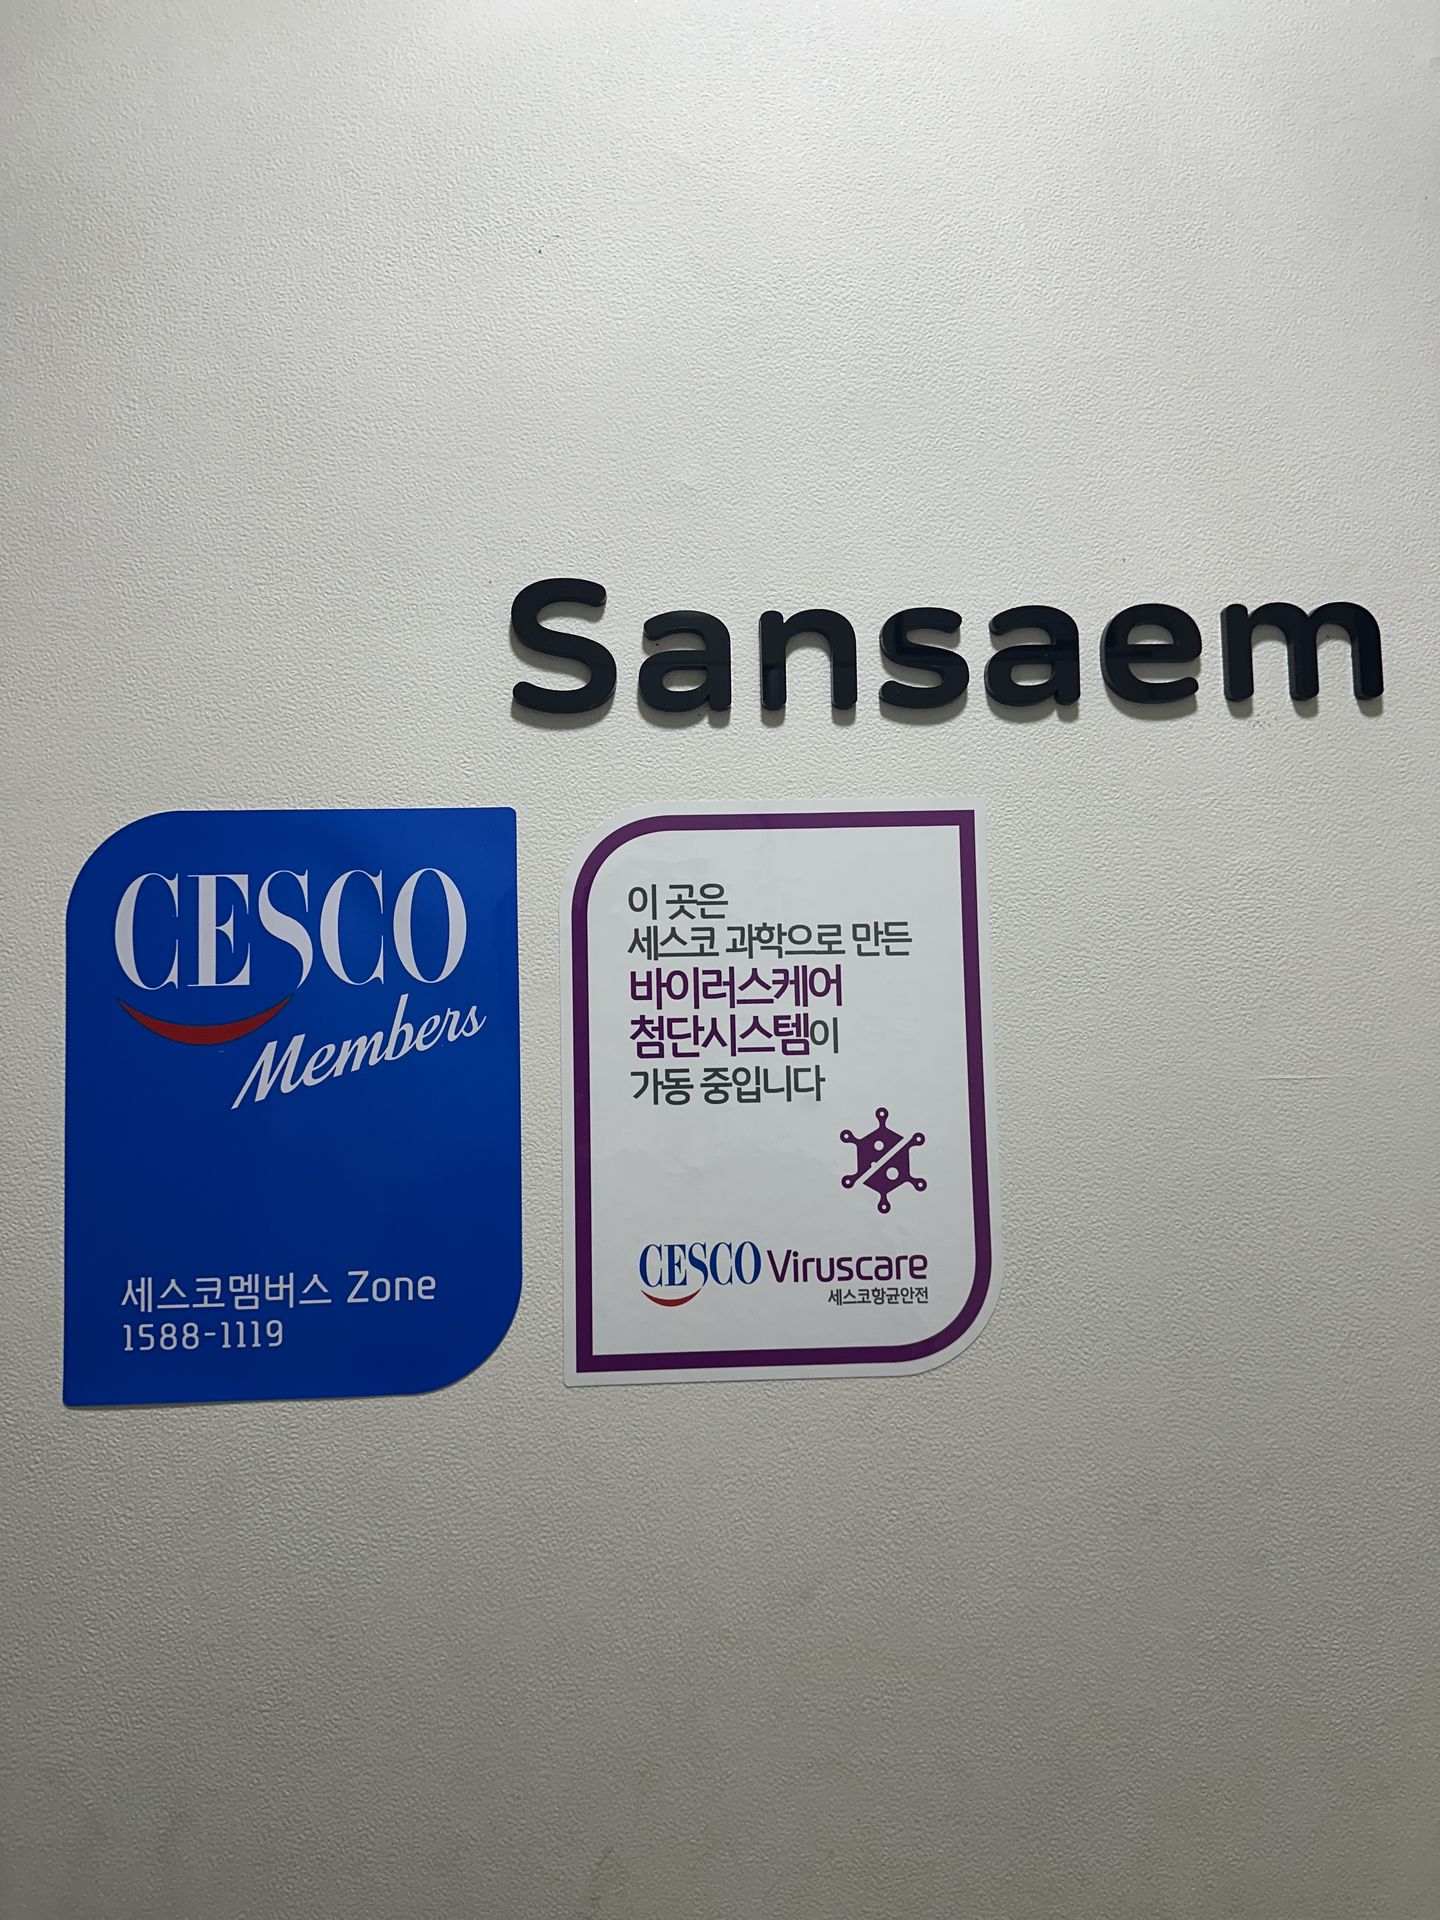 Sansaem
CESCO
Members
세스코멤버스 Zone
1588-1119
이 곳은
세스코 과학으로 만든
바이러스케어
첨단시스템이
가동 중입니다
CESCO Viruscare
세스코항균안전